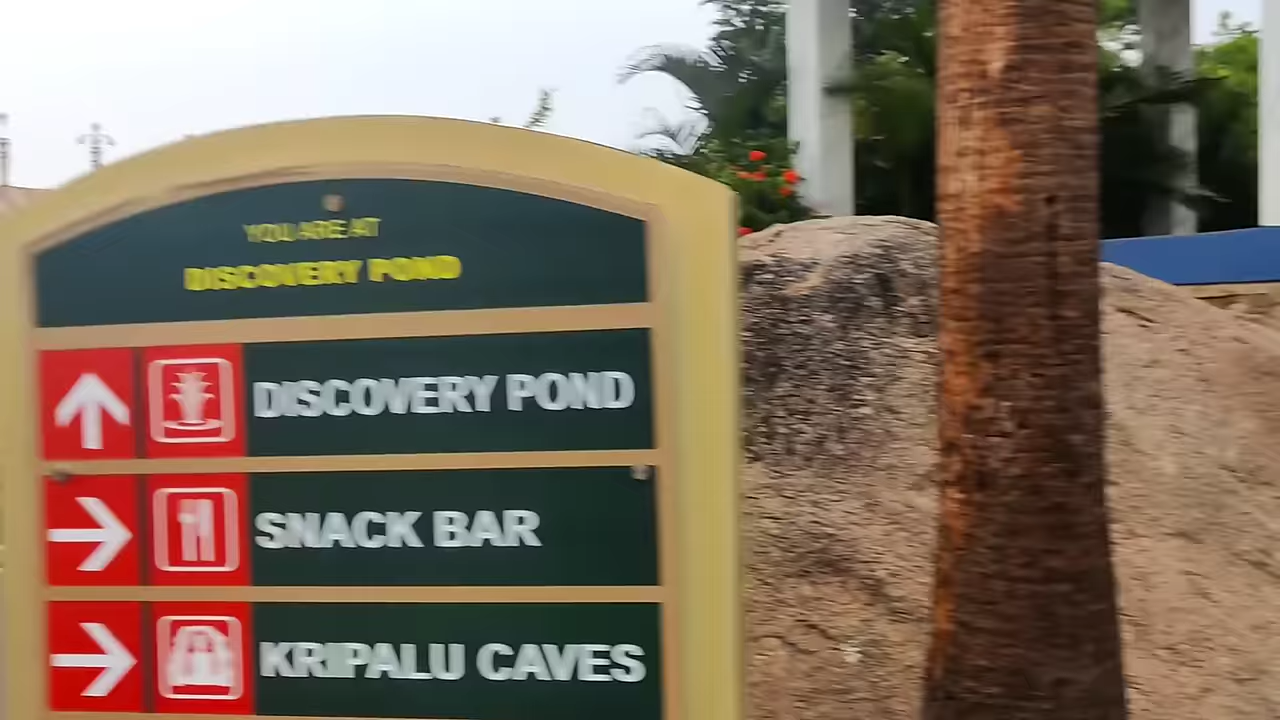 YOU ARE AT
DISCOVERY POND
DISCOVERY POND
SNACK BAR
KRIPALU CAVES